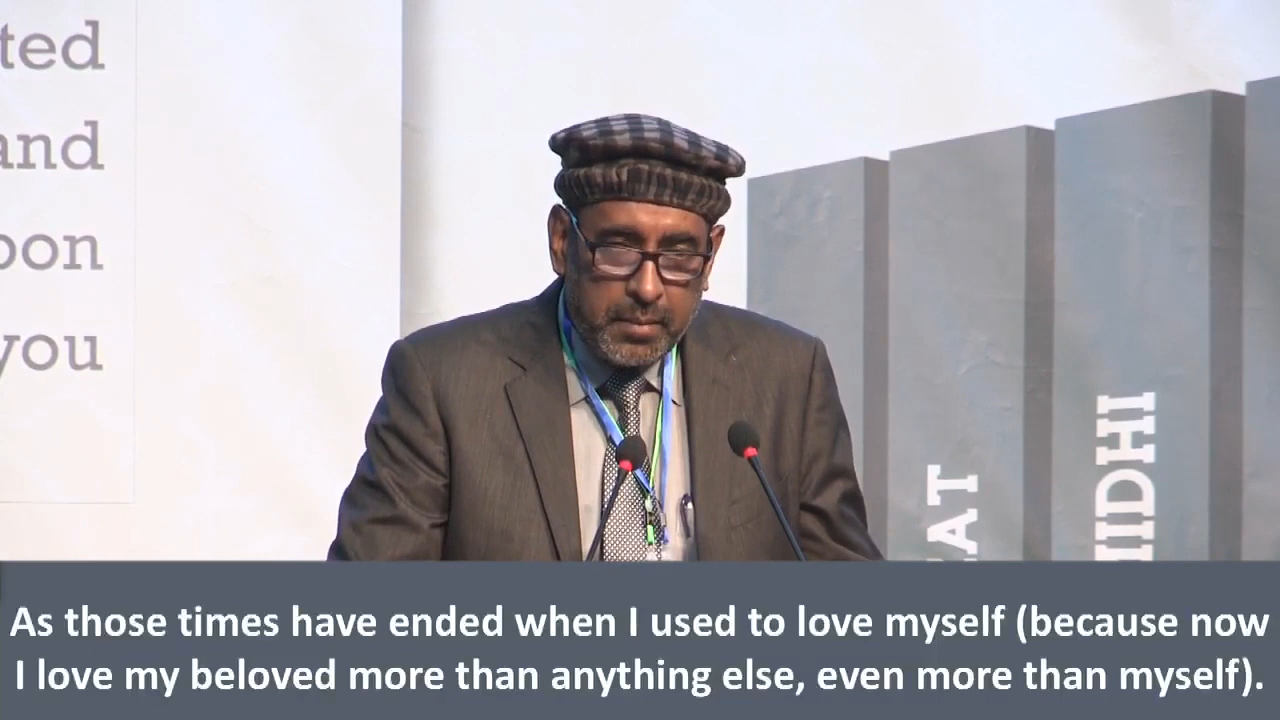 ted
and
oon
you
AT
HIDHI
As those times have ended when I used to love myself (because now
I love my beloved more than anything else, even more than myself).